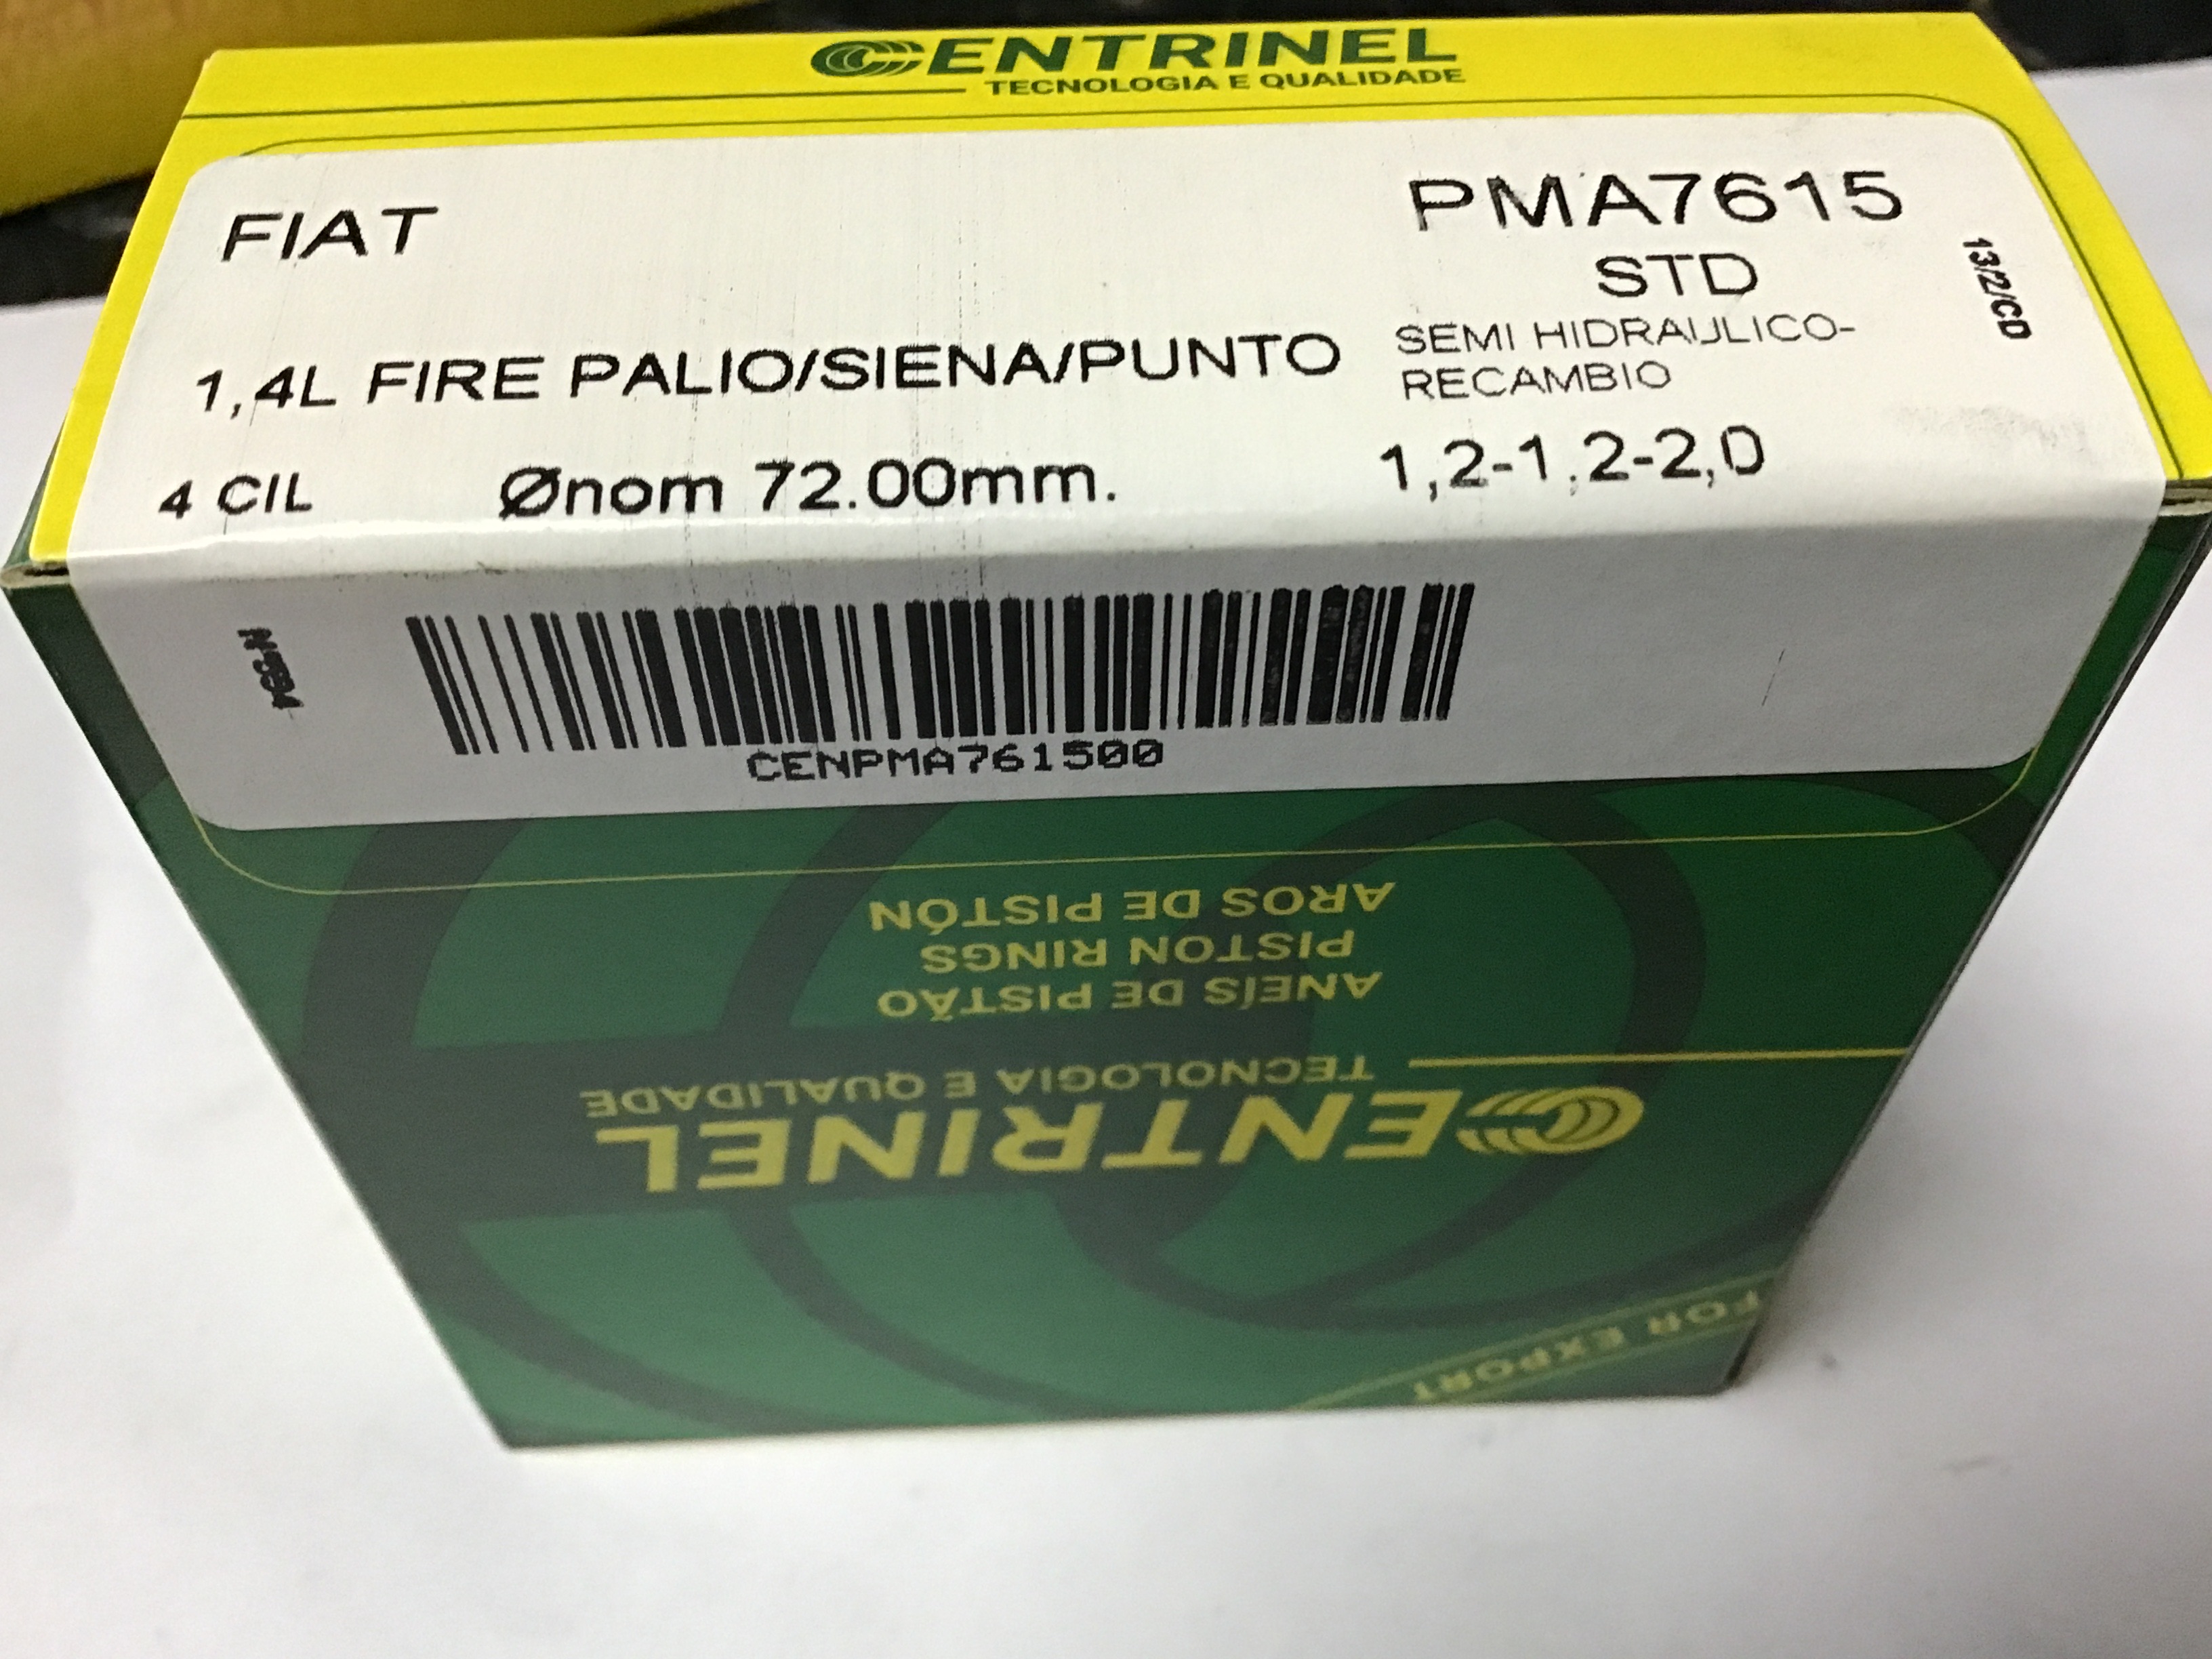 CENTRINEL
TECNOLOGIA E QUALIDADE
FIAT
PMA7615
STD
13/2/CD
1,4L FIRE PALIO/SIENA/PUNTO
SEMI HIDRAULICO-
RECAMBIO
4 CIL
Ønom 72.00mm.
1,2-1,2-2,0
CENPMA761500
CENTRINEL
TECNOLOGIA E QUALIDADE
ANEÍS DE PISTÃO
PISTON RINGS
AROS DE PISTÓN
FOR EXPORT